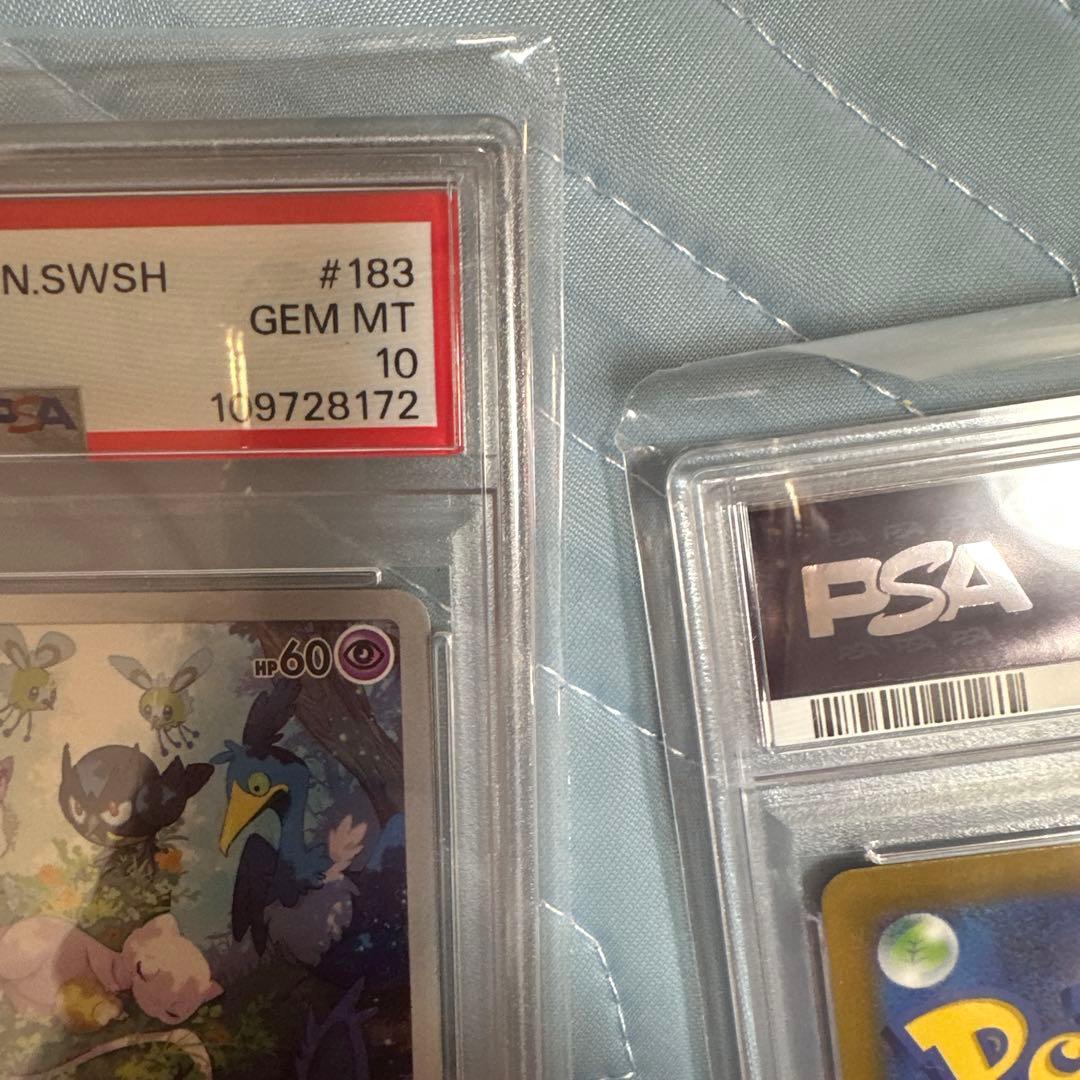 N.SWSH #183
GEM MT
10
PSA 109728172
HP60
PSA